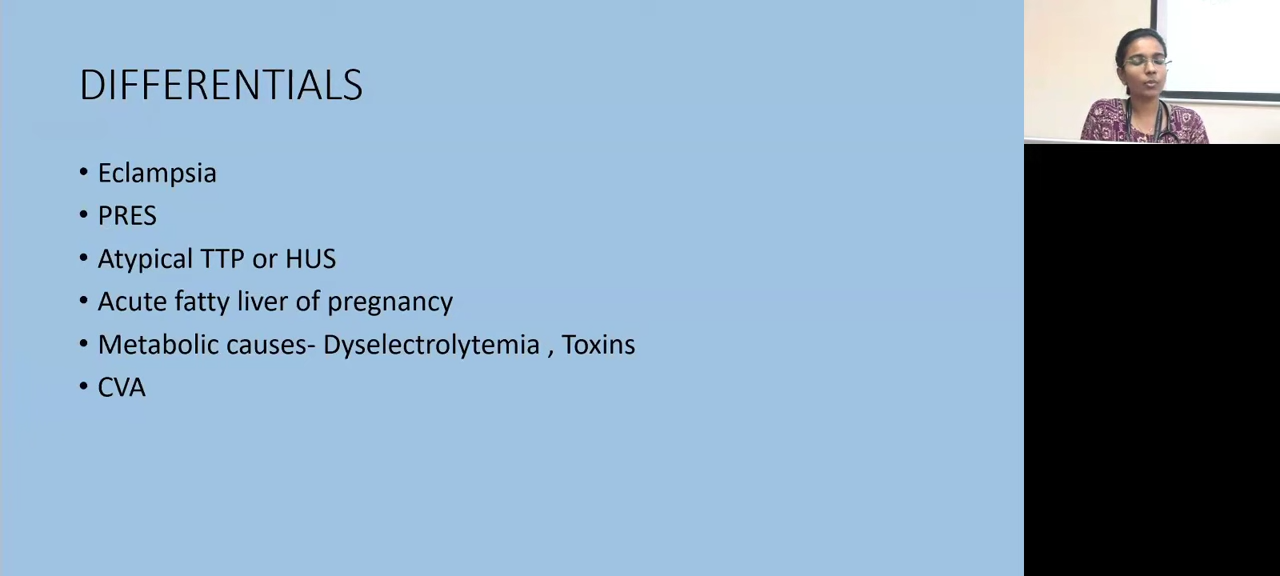 DIFFERENTIALS
• Eclampsia
• PRES
• Atypical TTP or HUS
• Acute fatty liver of pregnancy
• Metabolic causes- Dyselectrolytemia , Toxins
• CVA